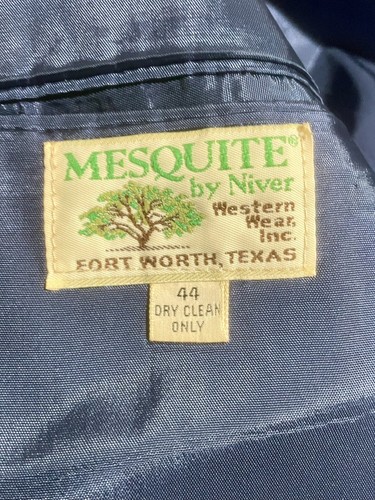 MESQUITE®
by Niver
Western
Wear,
Inc.
FORT WORTH, TEXAS
44
DRY CLEAN
ONLY